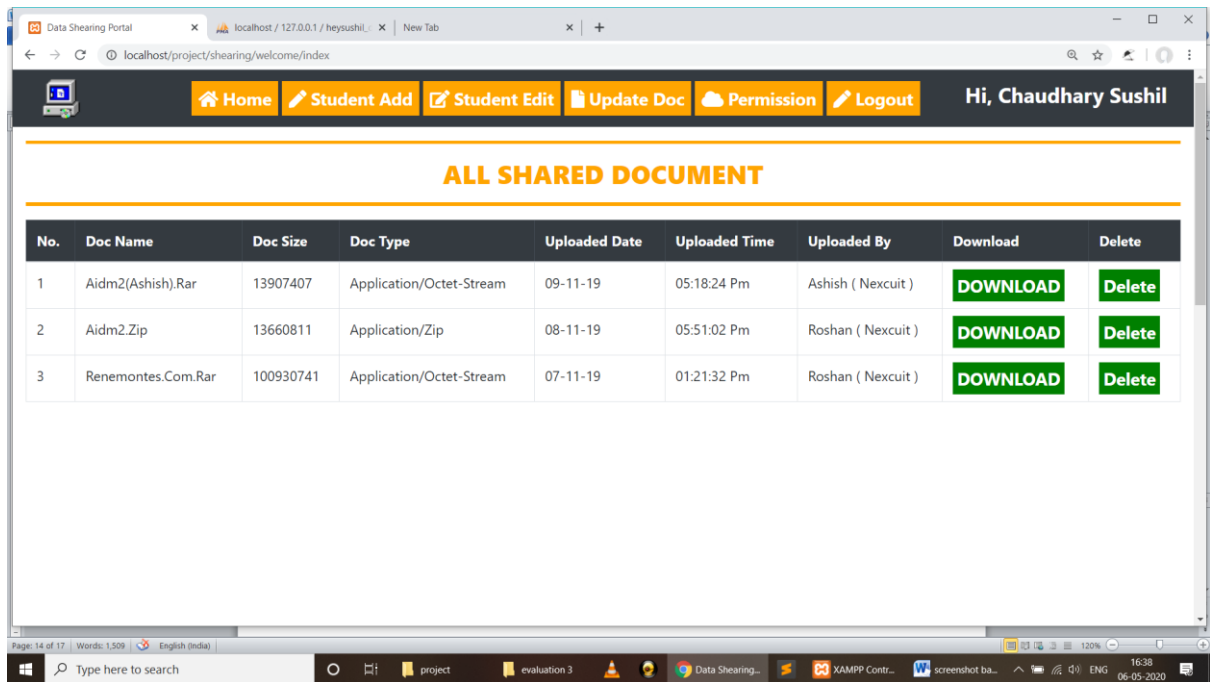 Data Shearing Portal
localhost / 127.0.0.1 / heysushil_
New Tab
localhost/project/shearing/welcome/index
Home Student Add Student Edit Update Doc Permission Logout Hi, Chaudhary Sushil
ALL SHARED DOCUMENT
No. Doc Name Doc Size Doc Type Uploaded Date Uploaded Time Uploaded By Download Delete
1 Aidm2(Ashish).Rar 13907407 Application/Octet-Stream 09-11-19 05:18:24 Pm Ashish ( Nexcuit ) DOWNLOAD Delete
2 Aidm2.Zip 13660811 Application/Zip 08-11-19 05:51:02 Pm Roshan ( Nexcuit ) DOWNLOAD Delete
3 Renemontes.Com.Rar 100930741 Application/Octet-Stream 07-11-19 01:21:32 Pm Roshan ( Nexcuit ) DOWNLOAD Delete
Page: 14 of 17 Words: 1,509 English (India) 120%
Type here to search project evaluation 3 Data Shearing... XAMPP Contr... screenshot ba... ENG 16:38
06-05-2020